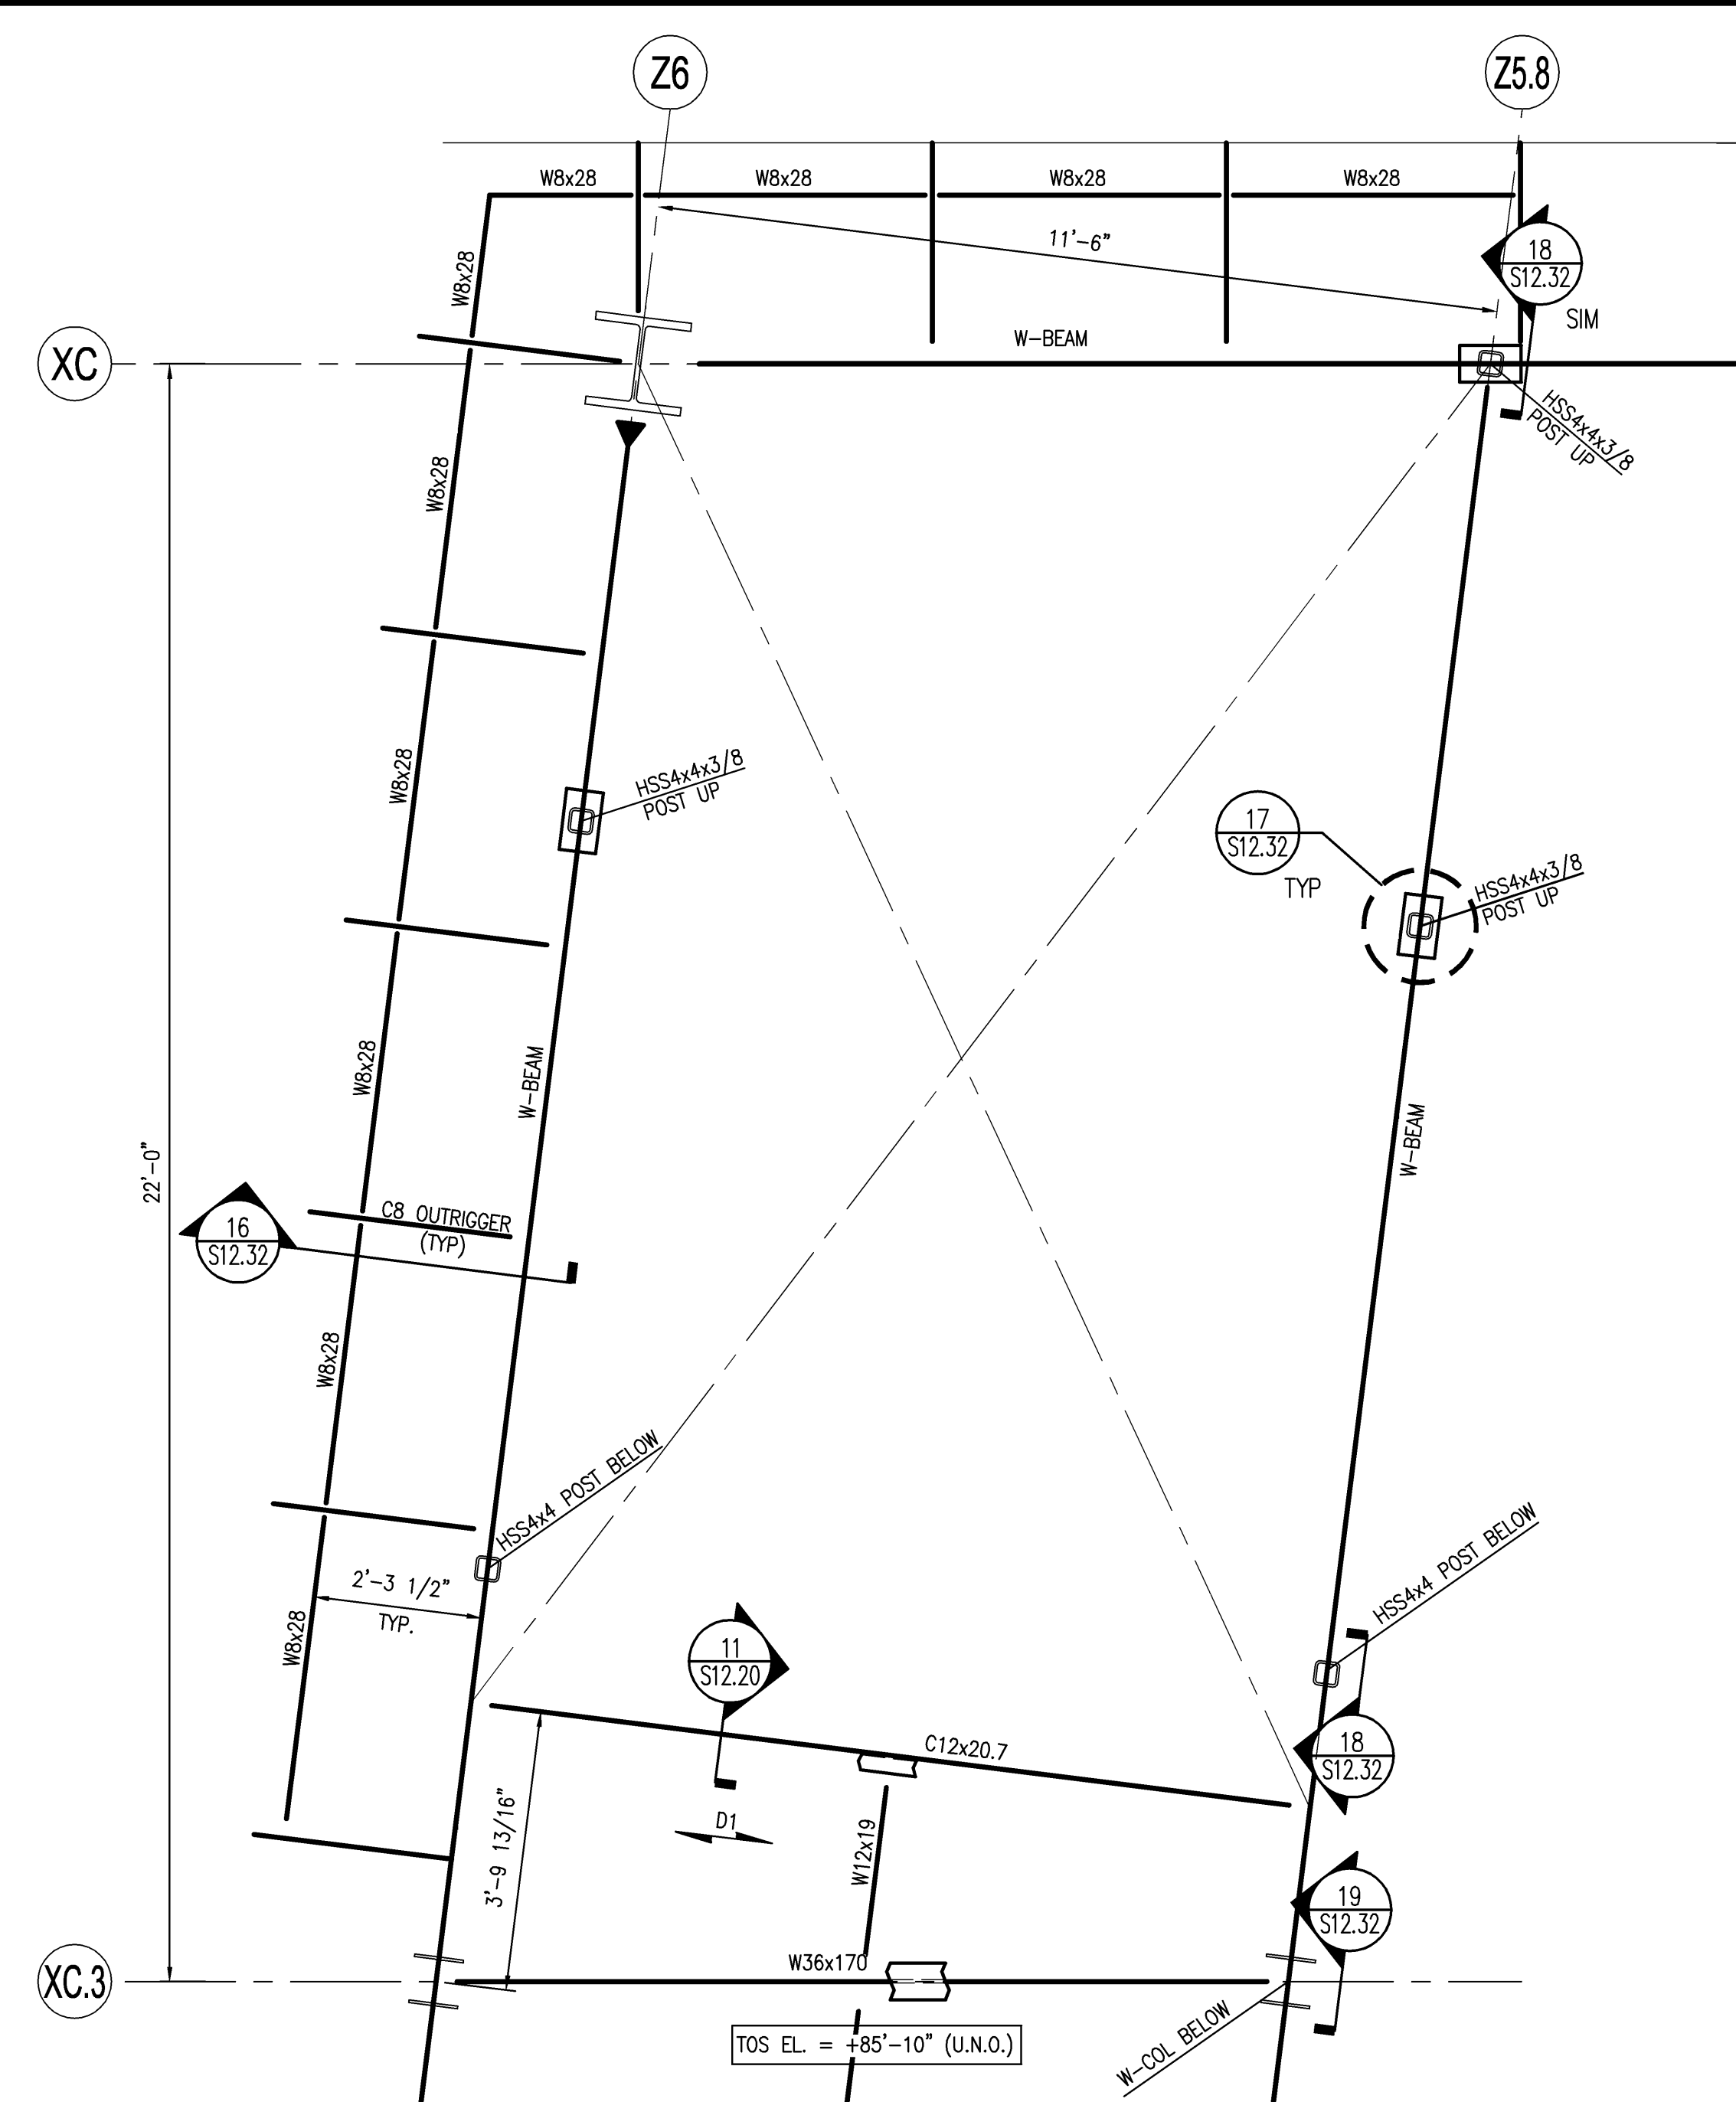 Z6
Z5.8
W8x28
W8x28
W8x28
W8x28
11'-6"
18
S12.32
SIM
W8x28
XC
W-BEAM
HSS4x4x3/8
POST UP
W8x28
W8x28
HSS4x4x3/8
POST UP
17
S12.32
TYP
HSS4x4x3/8
POST UP
W8x28
W-BEAM
W-BEAM
22'-0"
C8 OUTRIGGER
(TYP)
16
S12.32
W8x28
HSS4x4 POST BELOW
2'-3 1/2"
TYP.
W8x28
HSS4x4 POST BELOW
11
S12.20
C12x20.7
18
S12.32
D1
3'-9 13/16"
W12x19
19
S12.32
XC.3
W36x170
TOS EL. = +85'-10" (U.N.O.)
W-COL BELOW